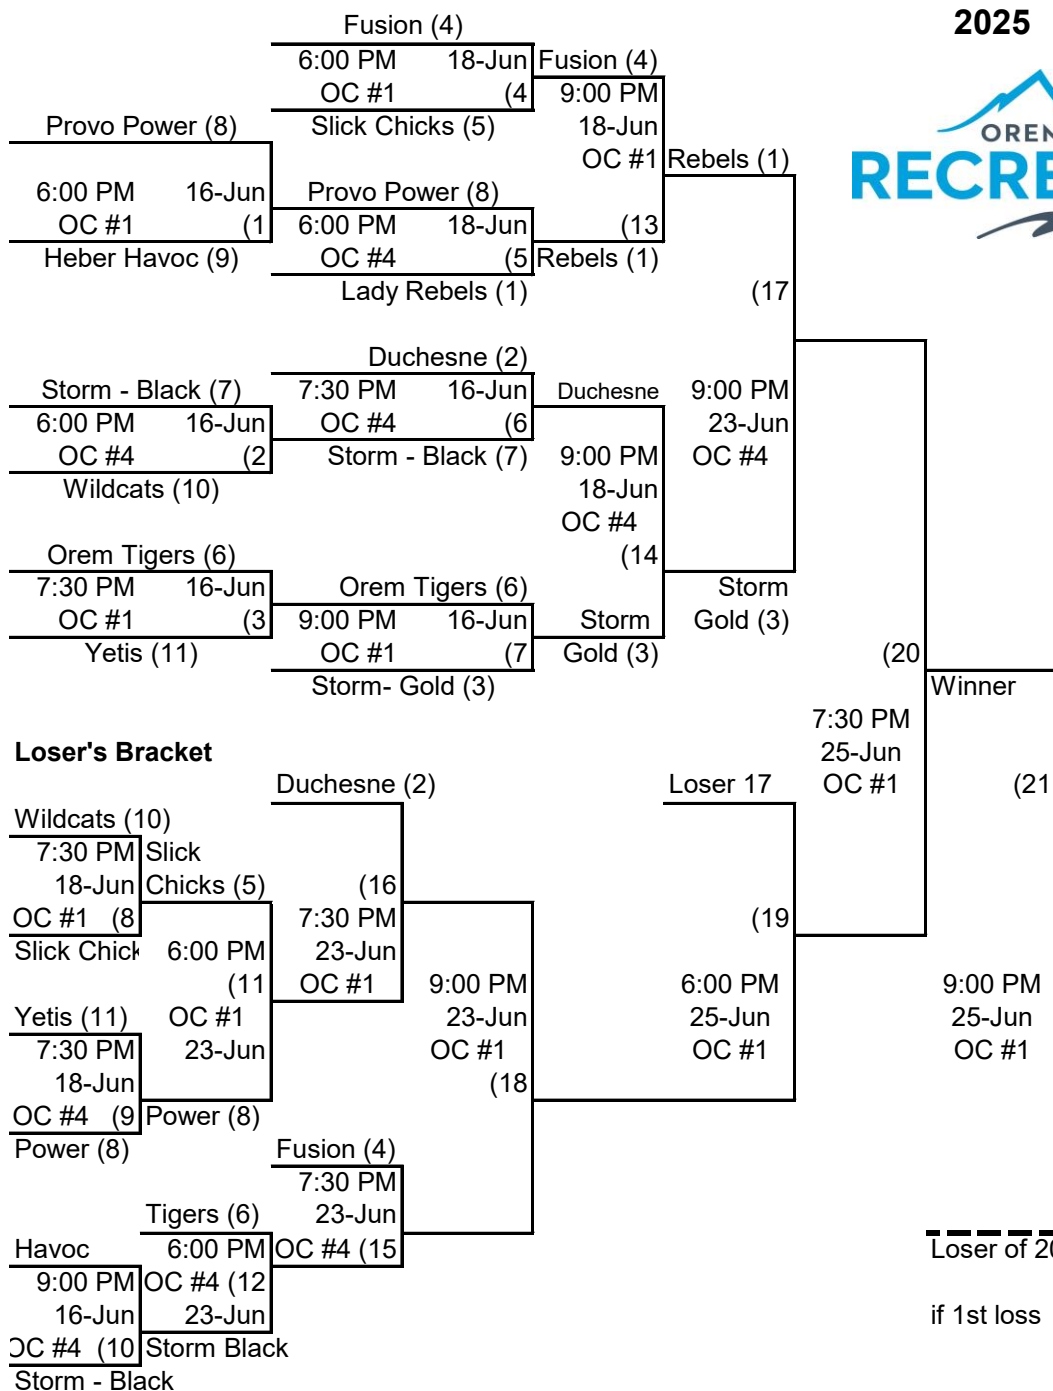 Fusion (4)
2025
6:00 PM 18-Jun Fusion (4)
OC #1 (4 9:00 PM
Provo Power (8) Slick Chicks (5) 18-Jun
OREM
OC #1 Rebels (1)
RECRE
6:00 PM 16-Jun Provo Power (8)
OC #1 (1 6:00 PM 18-Jun (13
Heber Havoc (9) OC #4 (5 Rebels (1)
Lady Rebels (1) (17
Duchesne (2)
Storm - Black (7) 7:30 PM 16-Jun Duchesne 9:00 PM
6:00 PM 16-Jun OC #4 (6 23-Jun
OC #4 (2 Storm - Black (7) 9:00 PM OC #4
Wildcats (10) 18-Jun
OC #4
Orem Tigers (6) (14
7:30 PM 16-Jun Orem Tigers (6) Storm
OC #1 (3 9:00 PM 16-Jun Storm Gold (3)
Yetis (11) OC #1 (7 Gold (3) (20
Storm- Gold (3) Winner
7:30 PM
Loser's Bracket 25-Jun
Duchesne (2) Loser 17 OC #1 (21
Wildcats (10)
7:30 PM Slick
18-Jun Chicks (5) (16
OC #1 (8 7:30 PM (19
Slick Chick 6:00 PM 23-Jun
(11 OC #1 9:00 PM 6:00 PM 9:00 PM
Yetis (11) OC #1 23-Jun 25-Jun 25-Jun
7:30 PM 23-Jun OC #1 OC #1 OC #1
18-Jun (18
OC #4 (9 Power (8)
Power (8) Fusion (4)
7:30 PM
Tigers (6) 23-Jun
Havoc 6:00 PM OC #4 (15 Loser of 20
9:00 PM OC #4 (12
16-Jun 23-Jun if 1st loss
OC #4 (10 Storm Black
Storm - Black